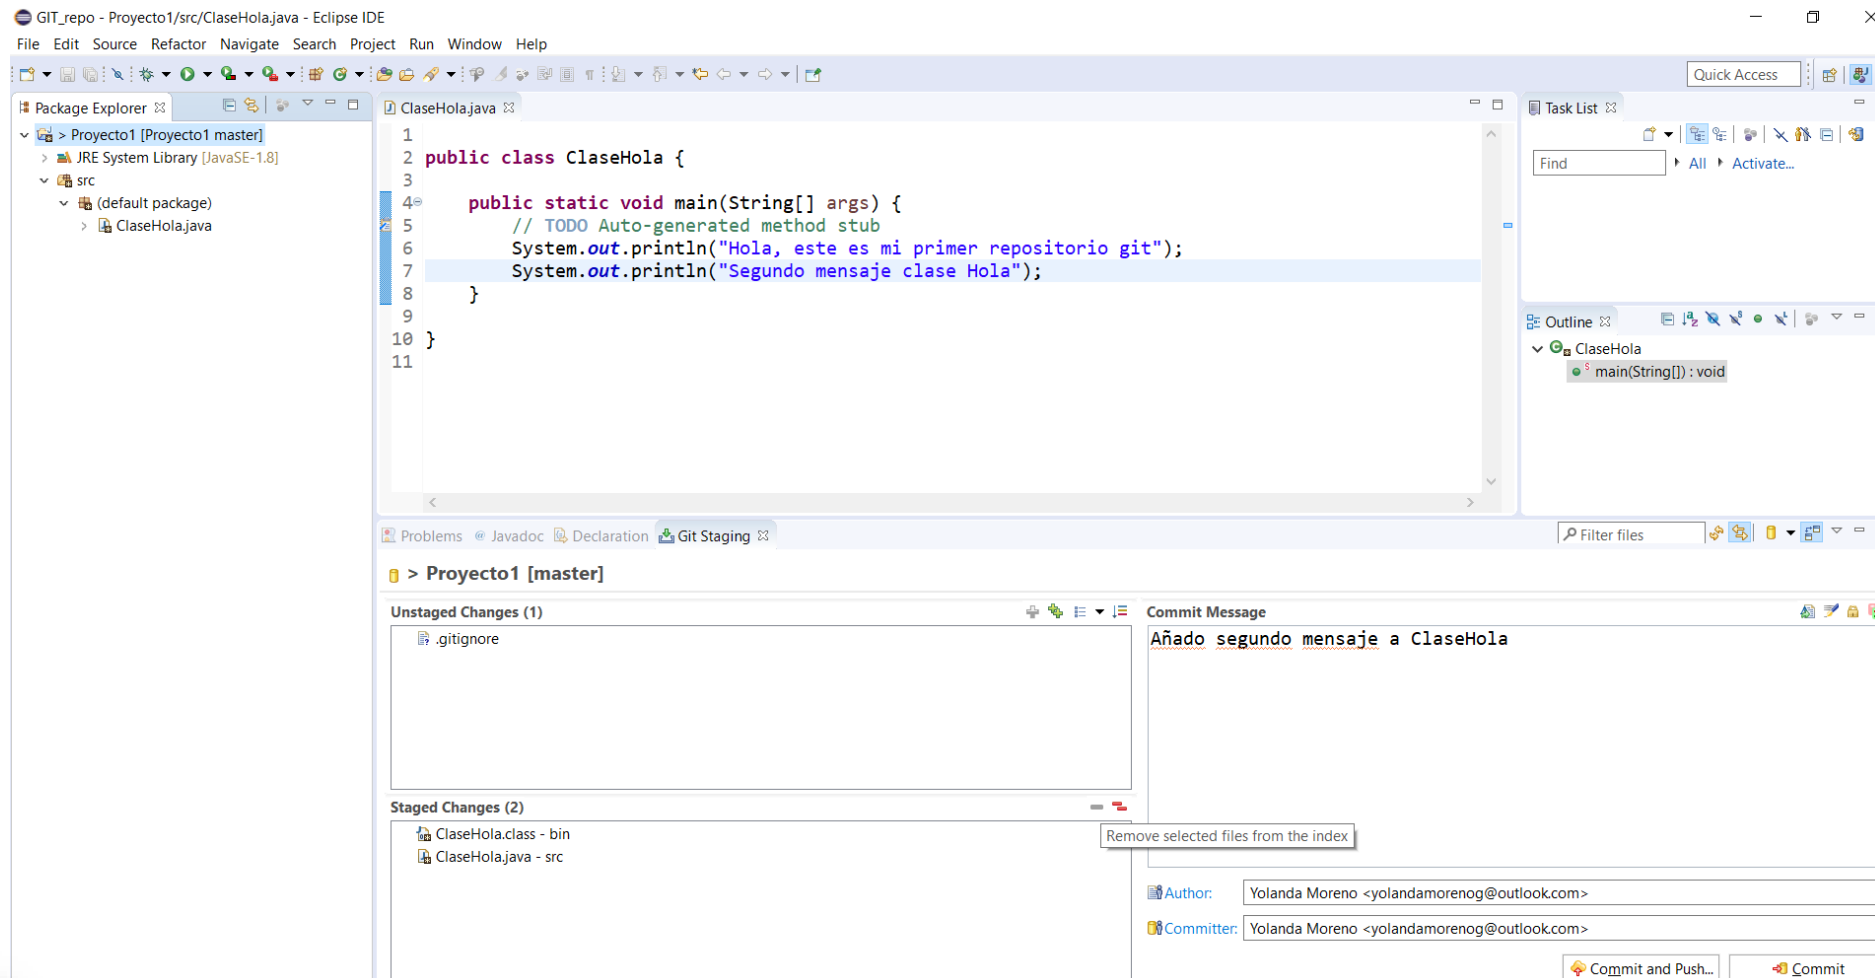 GIT_repo - Proyecto1/src/ClaseHola.java - Eclipse IDE
File Edit Source Refactor Navigate Search Project Run Window Help
Quick Access
Package Explorer
> Proyecto1 [Proyecto1 master]
JRE System Library [JavaSE-1.8]
src
(default package)
ClaseHola.java
ClaseHola.java
1
2 public class ClaseHola {
3
4 public static void main(String[] args) {
5 // TODO Auto-generated method stub
6 System.out.println("Hola, este es mi primer repositorio git");
7 System.out.println("Segundo mensaje clase Hola");
8 }
9
10 }
11
Task List
Find All Activate...
Outline
ClaseHola
main(String[]) : void
Problems Javadoc Declaration Git Staging
Filter files
> Proyecto1 [master]
Unstaged Changes (1)
.gitignore
Staged Changes (2)
ClaseHola.class - bin
ClaseHola.java - src
Remove selected files from the index
Commit Message
Añado segundo mensaje a ClaseHola
Author: Yolanda Moreno <yolandamorenog@outlook.com>
Committer: Yolanda Moreno <yolandamorenog@outlook.com>
Commit and Push... Commit